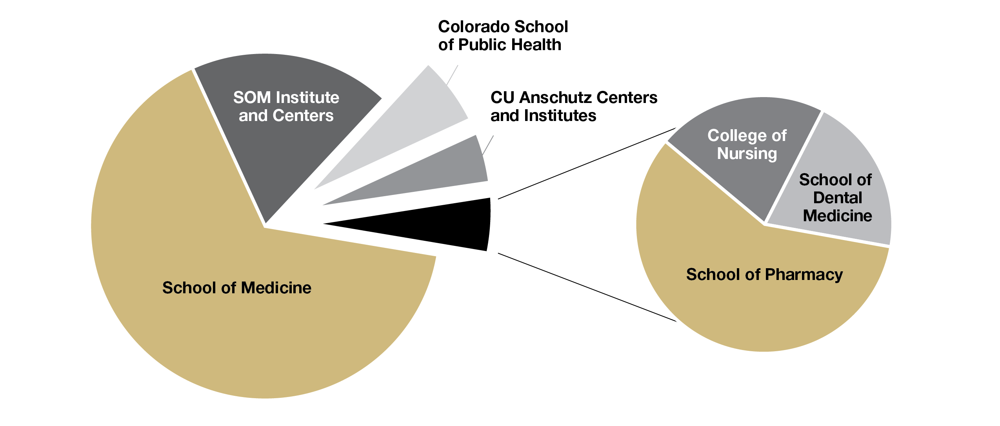 Colorado School
of Public Health
SOM Institute
and Centers
CU Anschutz Centers
and Institutes
School of Medicine
College of
Nursing
School of
Dental
Medicine
School of Pharmacy